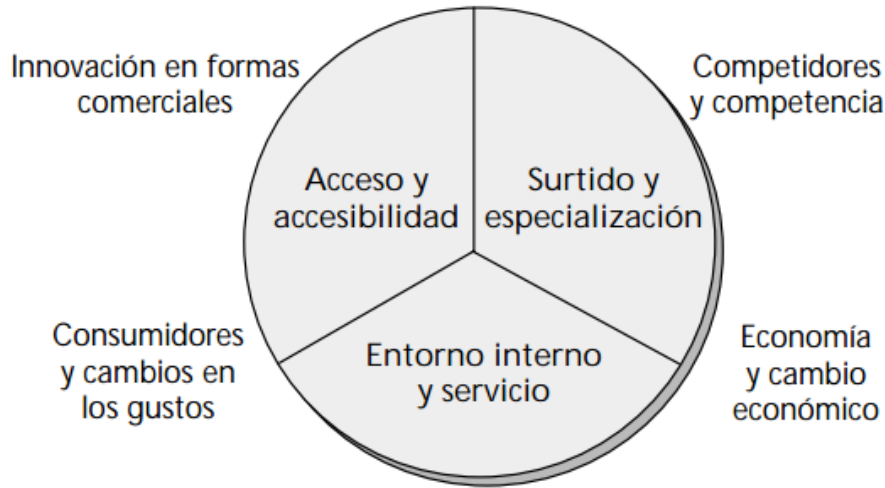 Innovación en formas
comerciales
Competidores
y competencia
Acceso y
accesibilidad
Surtido y
especialización
Consumidores
y cambios en
los gustos
Entorno interno
y servicio
Economía
y cambio
económico